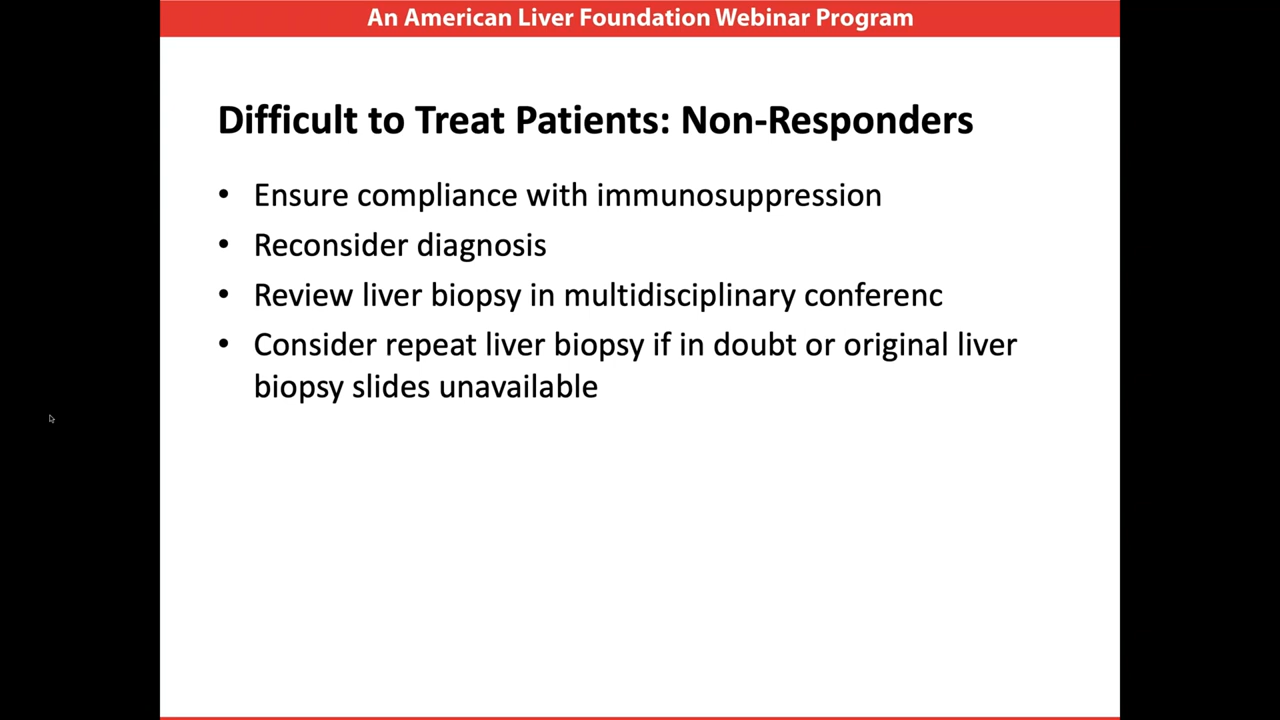 An American Liver Foundation Webinar Program
Difficult to Treat Patients: Non-Responders
• Ensure compliance with immunosuppression
• Reconsider diagnosis
• Review liver biopsy in multidisciplinary conferenc
• Consider repeat liver biopsy if in doubt or original liver
biopsy slides unavailable